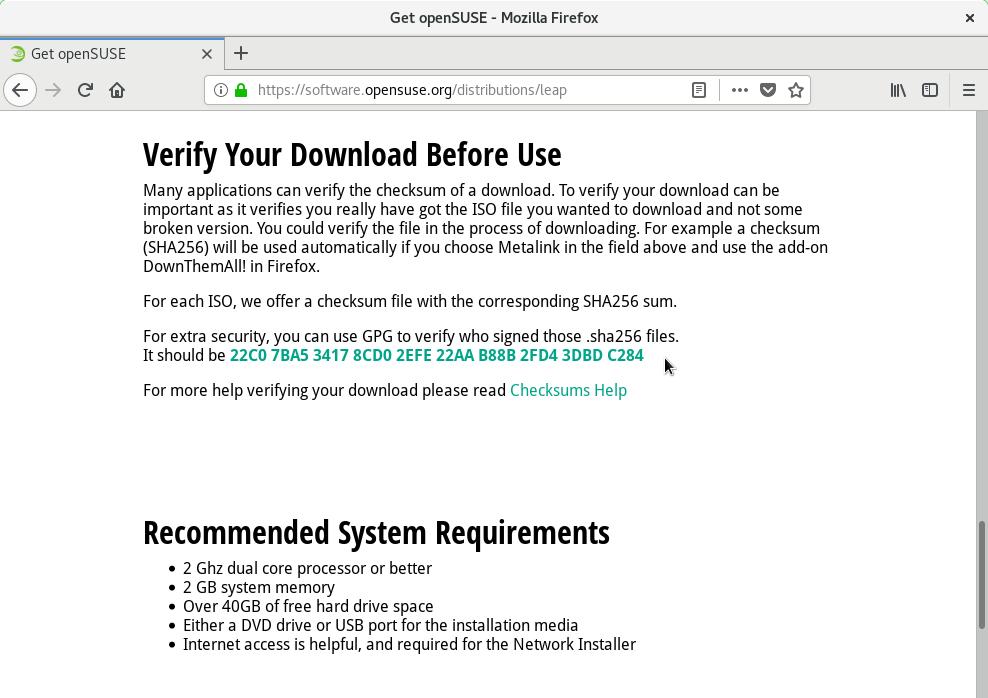 Get openSUSE - Mozilla Firefox
Get openSUSE
https://software.opensuse.org/distributions/leap
Verify Your Download Before Use
Many applications can verify the checksum of a download. To verify your download can be
important as it verifies you really have got the ISO file you wanted to download and not some
broken version. You could verify the file in the process of downloading. For example a checksum
(SHA256) will be used automatically if you choose Metalink in the field above and use the add-on
DownThemAll! in Firefox.
For each ISO, we offer a checksum file with the corresponding SHA256 sum.
For extra security, you can use GPG to verify who signed those .sha256 files.
It should be 22C0 7BA5 3417 8CD0 2EFE 22AA B88B 2FD4 3DBD C284
For more help verifying your download please read Checksums Help
Recommended System Requirements
• 2 Ghz dual core processor or better
• 2 GB system memory
• Over 40GB of free hard drive space
• Either a DVD drive or USB port for the installation media
• Internet access is helpful, and required for the Network Installer